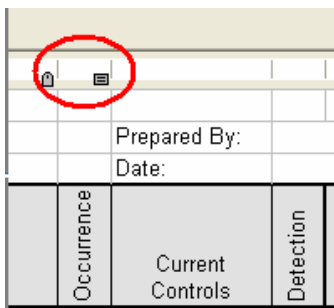 Prepared By:
Date:
Occurrence
Current
Controls
Detection